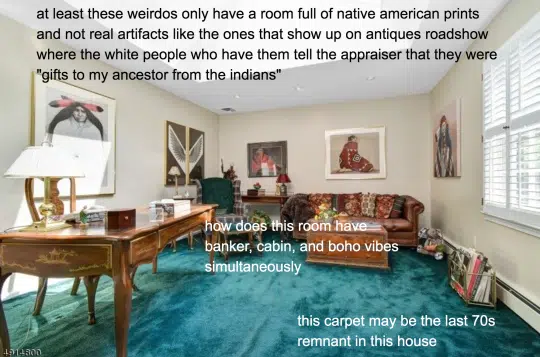 at least these weirdos only have a room full of native american prints
and not real artifacts like the ones that show up on antiques roadshow
where the white people who have them tell the appraiser that they were
"gifts to my ancestor from the indians"
how does this room have
banker, cabin, and boho vibes
simultaneously
this carpet may be the last 70s
remnant in this house
4914800